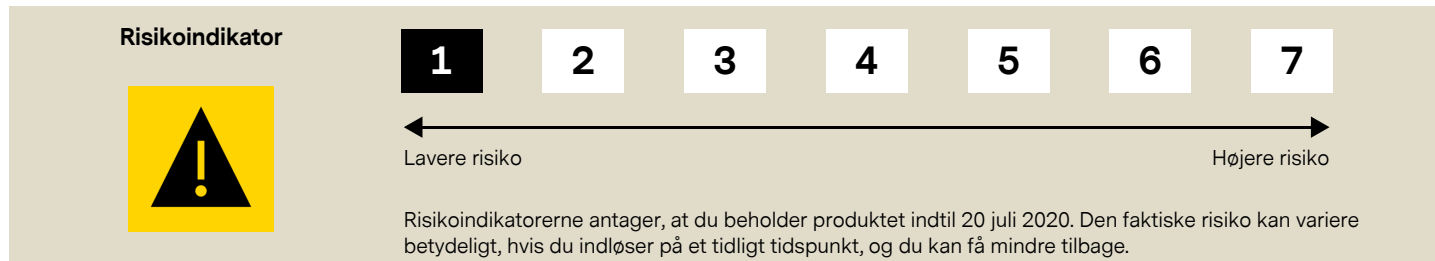 Risikoindikator
1 2 3 4 5 6 7
Lavere risiko Højere risiko
Risikoindikatorerne antager, at du beholder produktet indtil 20 juli 2020. Den faktiske risiko kan variere
betydeligt, hvis du indløser på et tidligt tidspunkt, og du kan få mindre tilbage.